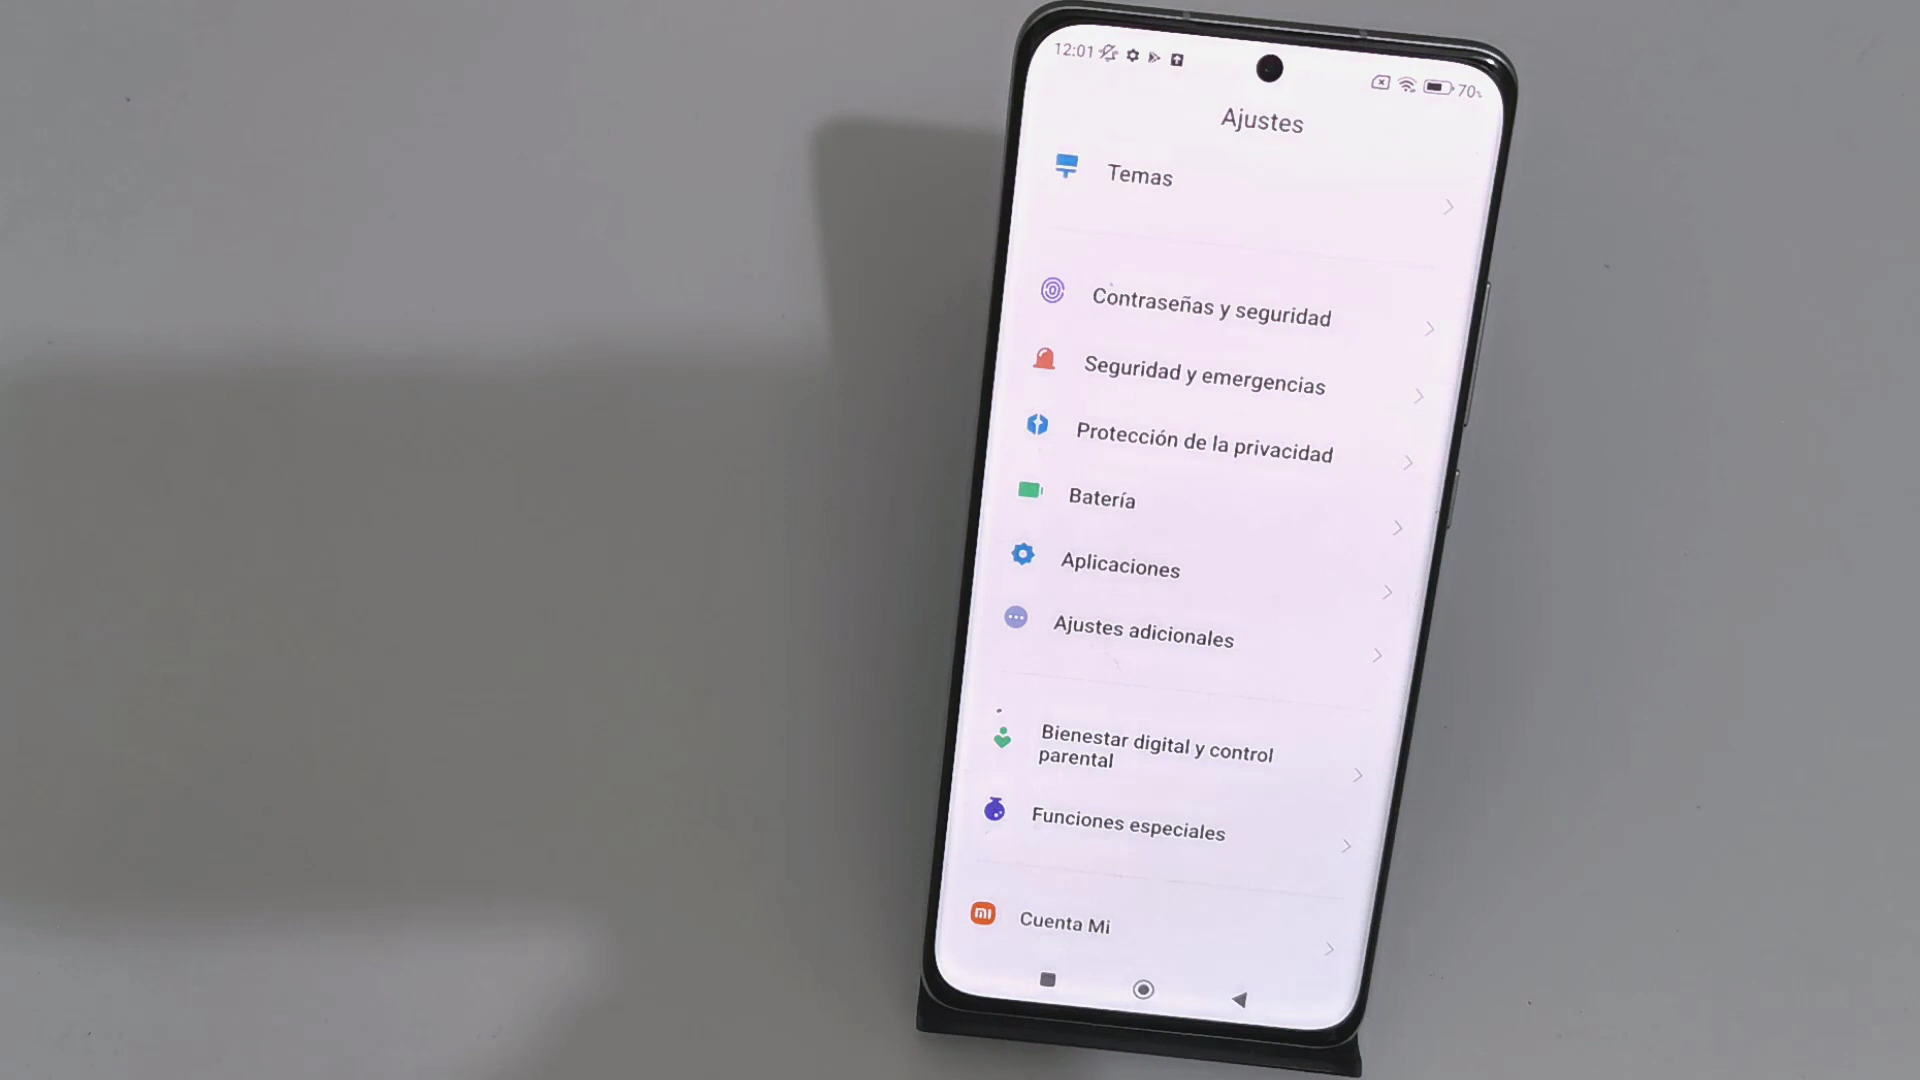 12:01
70%
Ajustes
Temas
Contraseñas y seguridad
Seguridad y emergencias
Protección de la privacidad
Batería
Aplicaciones
Ajustes adicionales
Bienestar digital y control
parental
Funciones especiales
mi Cuenta Mi